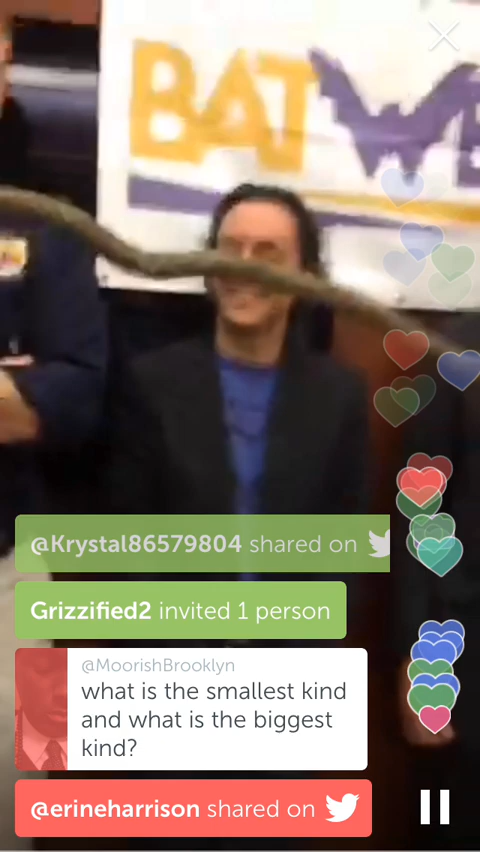 BATWE
@Krystal86579804 shared on
Grizzified2 invited 1 person
@MoorishBrooklyn
what is the smallest kind
and what is the biggest
kind?
@erineharrison shared on